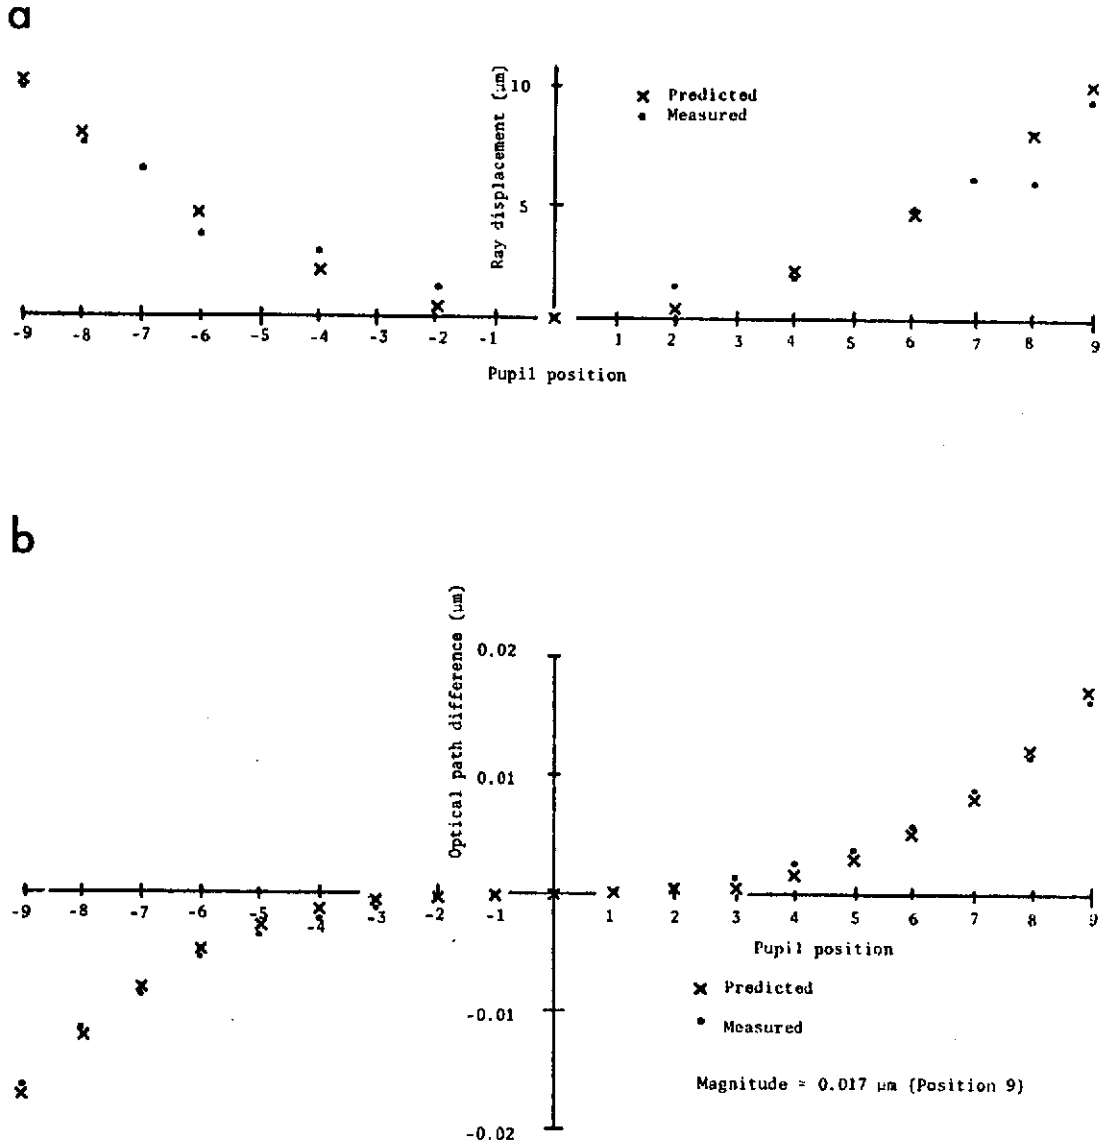 a
Ray displacement (μm)
10
5
× Predicted
• Measured
-9 -8 -7 -6 -5 -4 -3 -2 -1 1 2 3 4 5 6 7 8 9
Pupil position
b
Optical path difference (μm)
0.02
0.01
-9 -8 -7 -6 -5 -4 -3 -2 -1 1 2 3 4 5 6 7 8 9
Pupil position
× Predicted
-0.01
• Measured
Magnitude = 0.017 μm (Position 9)
-0.02